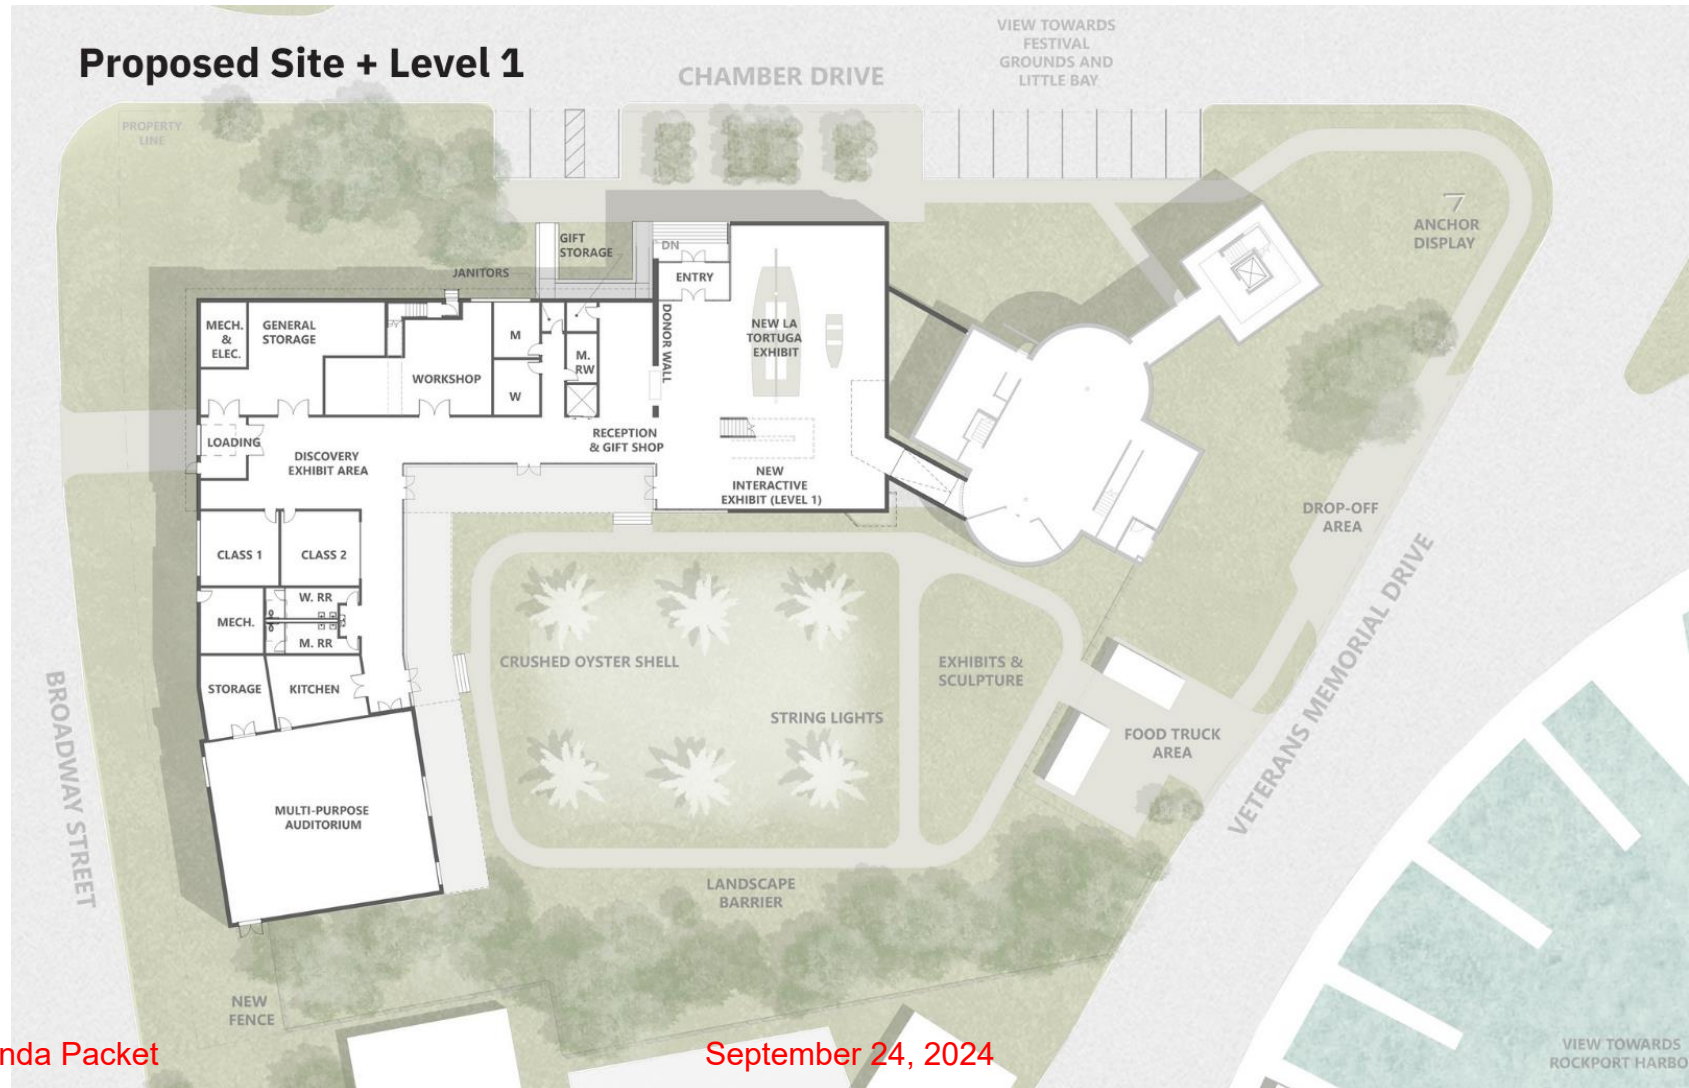 Proposed Site + Level 1
VIEW TOWARDS
FESTIVAL
GROUNDS AND
LITTLE BAY
CHAMBER DRIVE
PROPERTY
LINE
ANCHOR
DISPLAY
GIFT
STORAGE
DN
JANITORS
ENTRY
MECH.
&
ELEC.
GENERAL
STORAGE
M
M.
RW
DONOR WALL
NEW LA
TORTUGA
EXHIBIT
WORKSHOP
W
LOADING
DISCOVERY
EXHIBIT AREA
RECEPTION
& GIFT SHOP
NEW
INTERACTIVE
EXHIBIT (LEVEL 1)
DROP-OFF
AREA
CLASS 1
CLASS 2
W. RR
MECH.
M. RR
STORAGE
KITCHEN
CRUSHED OYSTER SHELL
EXHIBITS &
SCULPTURE
STRING LIGHTS
FOOD TRUCK
AREA
VETERANS MEMORIAL DRIVE
BROADWAY STREET
MULTI-PURPOSE
AUDITORIUM
LANDSCAPE
BARRIER
NEW
FENCE
nda Packet
September 24, 2024
VIEW TOWARDS
ROCKPORT HARBO